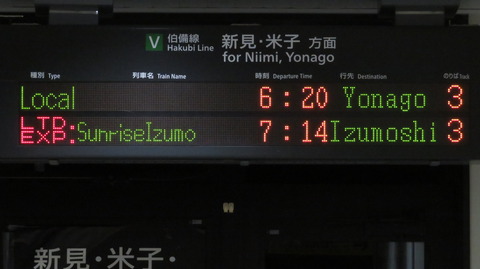 V 伯備線 Hakubi Line 新見・米子 方面 for Niimi, Yonago
種別 Type 列車名 Train Name 時刻 Departure Time 行先 Destination のりば Track
Local 6:20 Yonago 3
LTD. EXP. SunriseIzumo 7:14 Izumoshi 3
新見・米子・